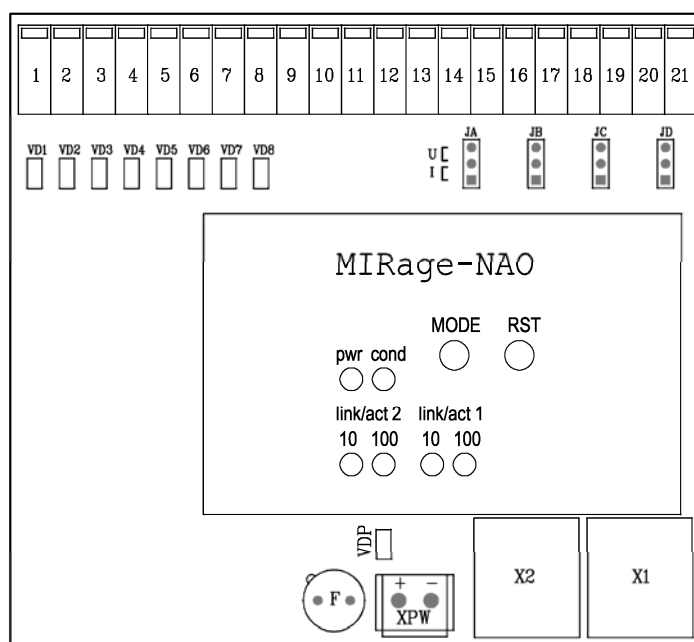 1 2 3 4 5 6 7 8 9 10 11 12 13 14 15 16 17 18 19 20 21
VD1 VD2 VD3 VD4 VD5 VD6 VD7 VD8
JA JB JC JD
U
I
MIRage-NAO
MODE RST
pwr cond
link/act 2 link/act 1
10 100 10 100
VDP
X2 X1
F
+ −
XPW